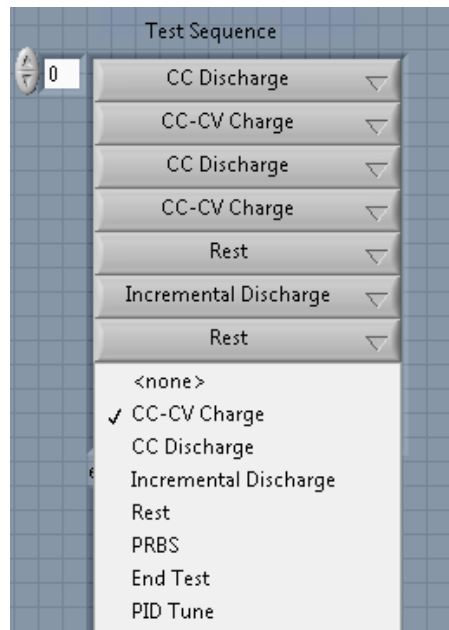 Test Sequence
0
CC Discharge
CC-CV Charge
CC Discharge
CC-CV Charge
Rest
Incremental Discharge
Rest
<none>
✓ CC-CV Charge
CC Discharge
Incremental Discharge
Rest
PRBS
End Test
PID Tune